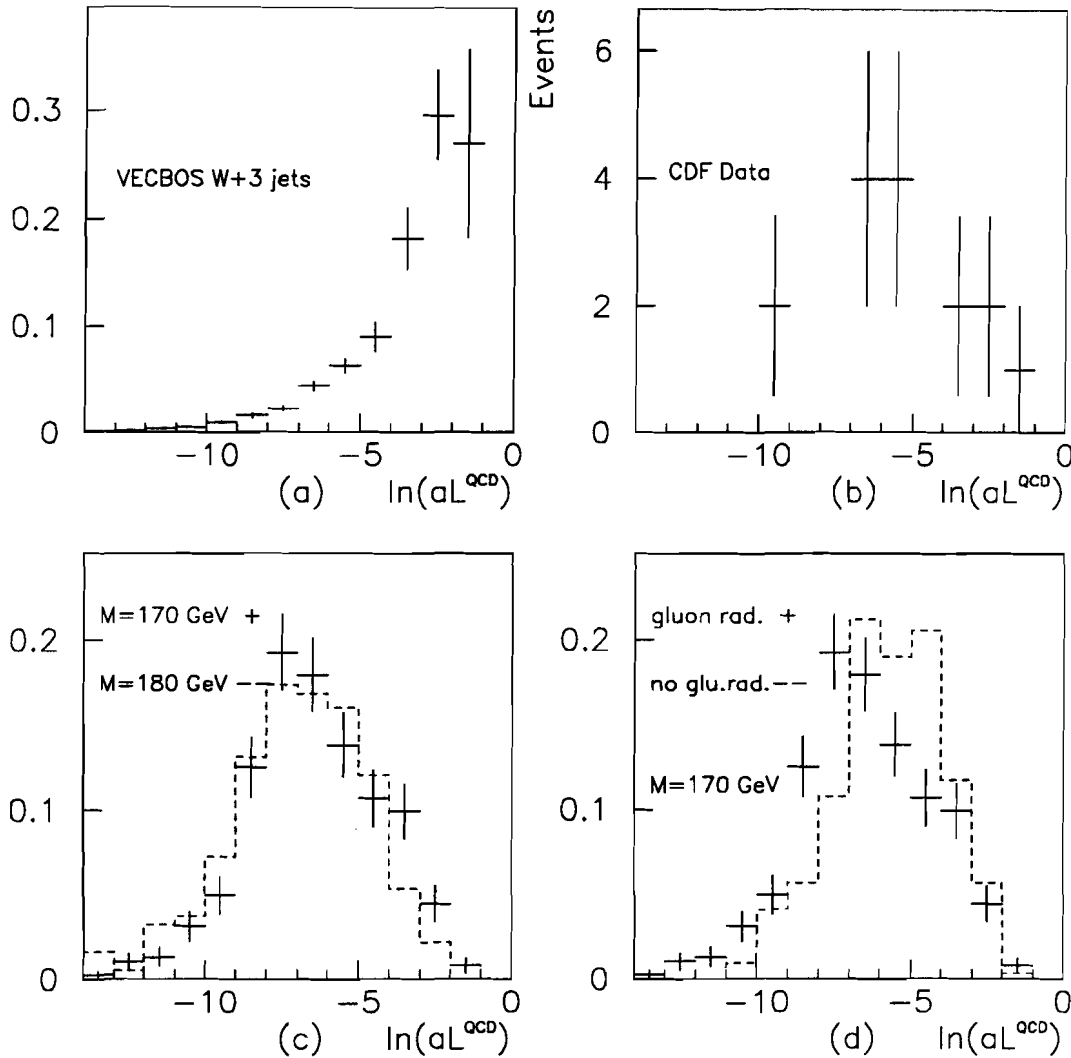 0.3
0.2
0.1
0
VECBOS W+3 jets
−10
−5
0
(a)
ln(aL^QCD)
Events
6
4
2
0
CDF Data
−10
−5
0
(b)
ln(aL^QCD)
0.2
0.1
0
M=170 GeV +
M=180 GeV
−10
−5
0
(c)
ln(aL^QCD)
0.2
0.1
0
gluon rad. +
no glu.rad.
M=170 GeV
−10
−5
0
(d)
ln(aL^QCD)